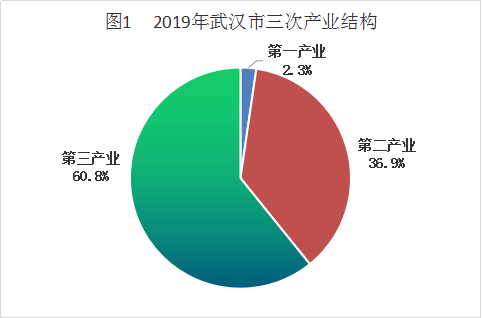 图1 2019年武汉市三次产业结构
第一产业
2.3%
第二产业
36.9%
第三产业
60.8%